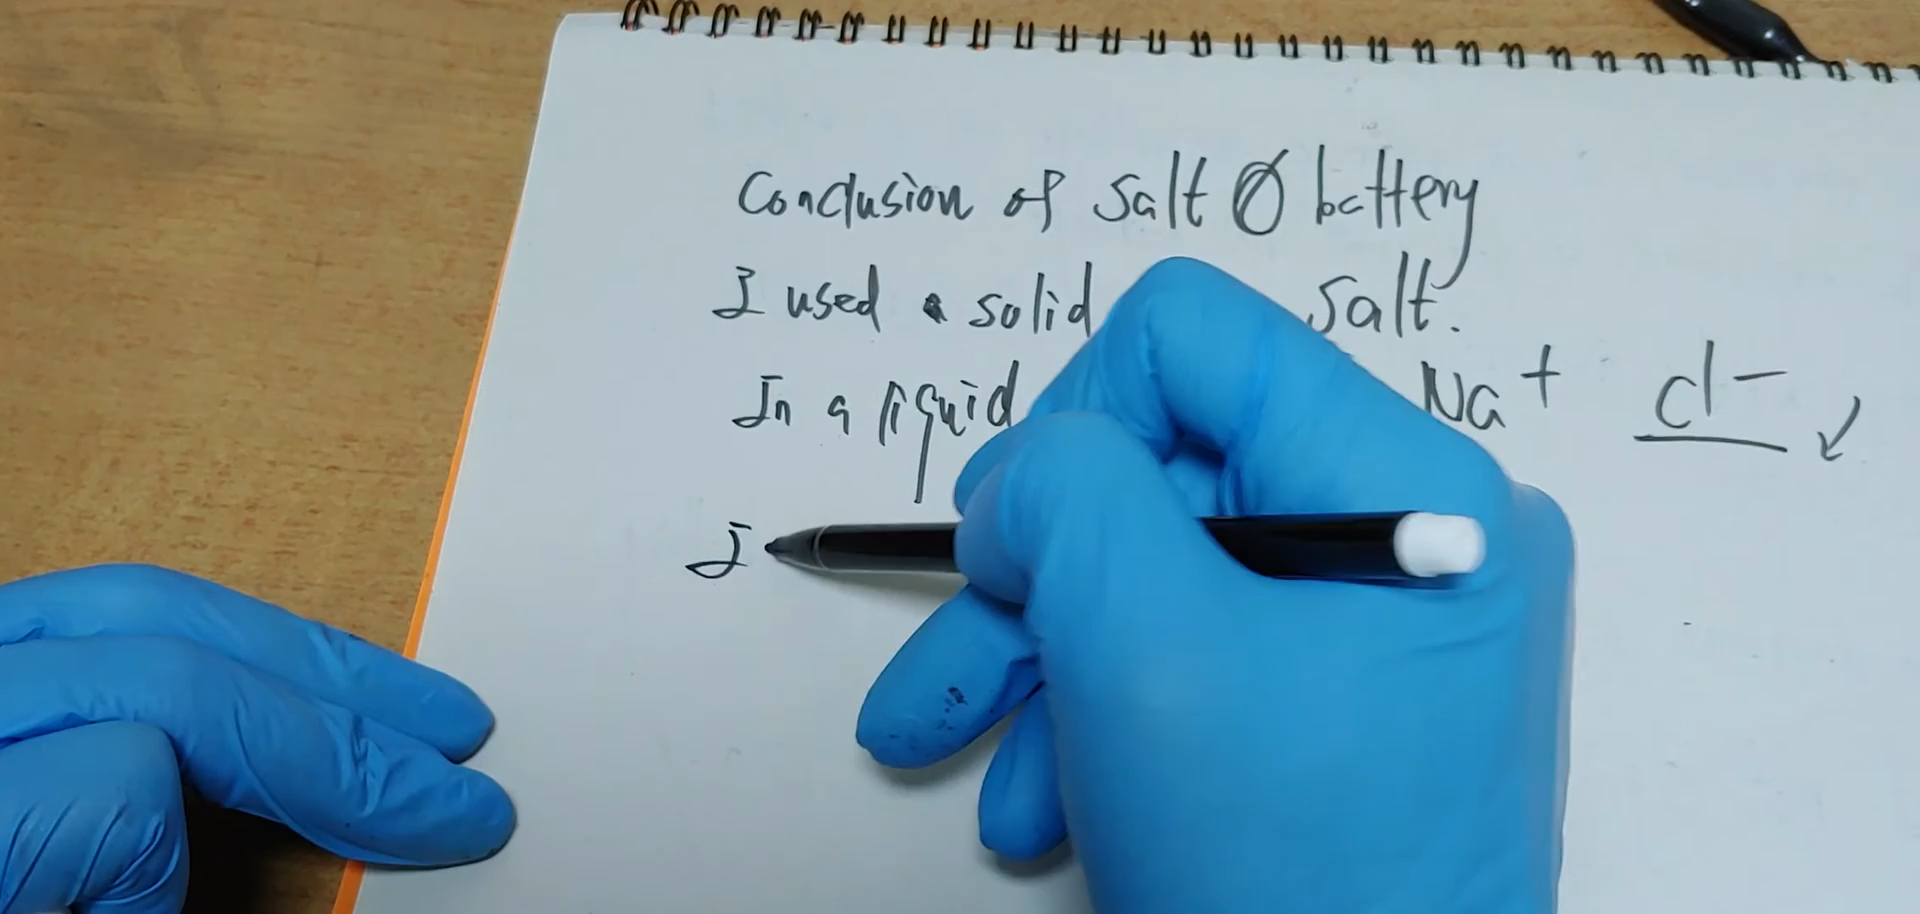 Conclusion of Salt battery
I used a solid salt.
In a liquid Na+ Cl-
I